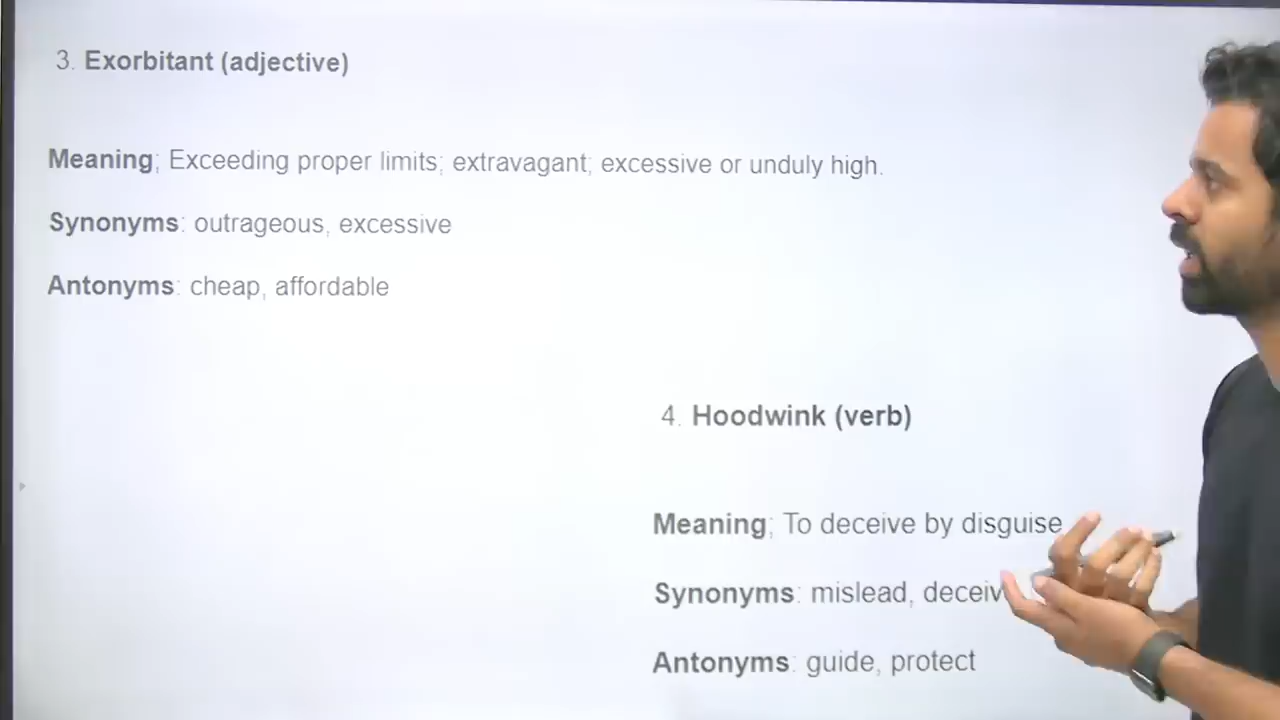 3. Exorbitant (adjective)
Meaning; Exceeding proper limits; extravagant; excessive or unduly high.
Synonyms: outrageous, excessive
Antonyms: cheap, affordable
4. Hoodwink (verb)
Meaning; To deceive by disguise
Synonyms: mislead,
Antonyms: guide, protect